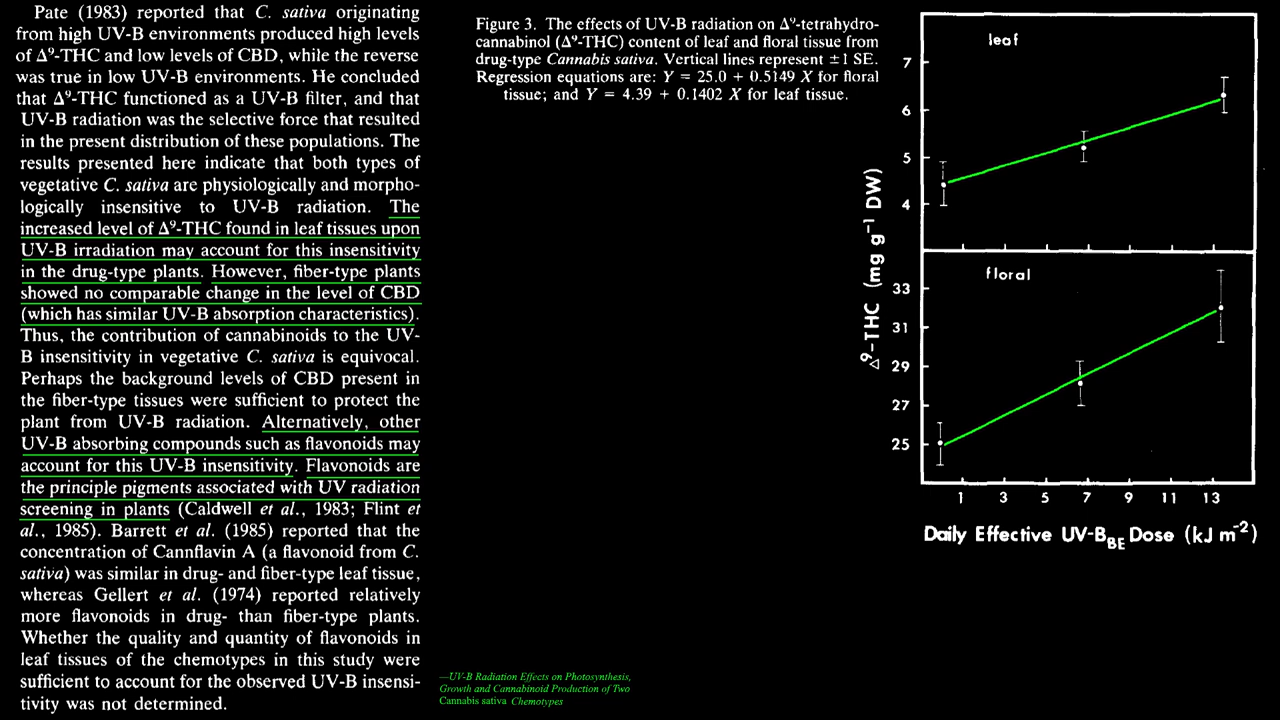 Pate (1983) reported that C. sativa originating
from high UV-B environments produced high levels
of Δ⁹-THC and low levels of CBD, while the reverse
was true in low UV-B environments. He concluded
that Δ⁹-THC functioned as a UV-B filter, and that
UV-B radiation was the selective force that resulted
in the present distribution of these populations. The
results presented here indicate that both types of
vegetative C. sativa are physiologically and morpho-
logically insensitive to UV-B radiation. The
increased level of Δ⁹-THC found in leaf tissues upon
UV-B irradiation may account for this insensitivity
in the drug-type plants. However, fiber-type plants
showed no comparable change in the level of CBD
(which has similar UV-B absorption characteristics).
Thus, the contribution of cannabinoids to the UV-
B insensitivity in vegetative C. sativa is equivocal.
Perhaps the background levels of CBD present in
the fiber-type tissues were sufficient to protect the
plant from UV-B radiation. Alternatively, other
UV-B absorbing compounds such as flavonoids may
account for this UV-B insensitivity. Flavonoids are
the principle pigments associated with UV radiation
screening in plants (Caldwell et al., 1983; Flint et
al., 1985). Barrett et al. (1985) reported that the
concentration of Cannflavin A (a flavonoid from C.
sativa) was similar in drug- and fiber-type leaf tissue,
whereas Gellert et al. (1974) reported relatively
more flavonoids in drug- than fiber-type plants.
Whether the quality and quantity of flavonoids in
leaf tissues of the chemotypes in this study were
sufficient to account for the observed UV-B insensi-
tivity was not determined.
Figure 3. The effects of UV-B radiation on Δ⁹-tetrahydro-
cannabinol (Δ⁹-THC) content of leaf and floral tissue from
drug-type Cannabis sativa. Vertical lines represent ±1 SE.
Regression equations are: Y = 25.0 + 0.5149 X for floral
tissue; and Y = 4.39 + 0.1402 X for leaf tissue.
leaf
7
6
5
4
floral
33
31
29
27
25
Δ⁹-THC (mg g⁻¹ DW)
1 3 5 7 9 11 13
Daily Effective UV-B_BE Dose (kJ m⁻²)
—UV-B Radiation Effects on Photosynthesis,
Growth and Cannabinoid Production of Two
Cannabis sativa Chemotypes